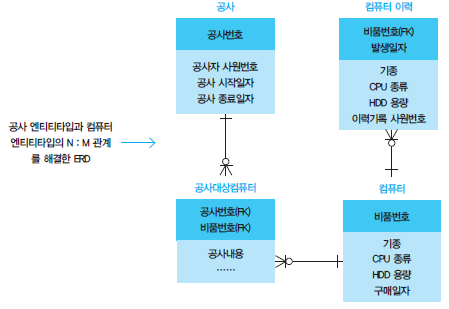 공사
공사번호
공사자 사원번호
공사 시작일자
공사 종료일자
컴퓨터 이력
비품번호(FK)
발생일자
기종
CPU 종류
HDD 용량
이력기록 사원번호
공사 엔티티타입과 컴퓨터
엔티티타입의 N : M 관계
를 해결한 ERD
공사대상컴퓨터
공사번호(FK)
비품번호(FK)
공사내용
......
컴퓨터
비품번호
기종
CPU 종류
HDD 용량
구매일자